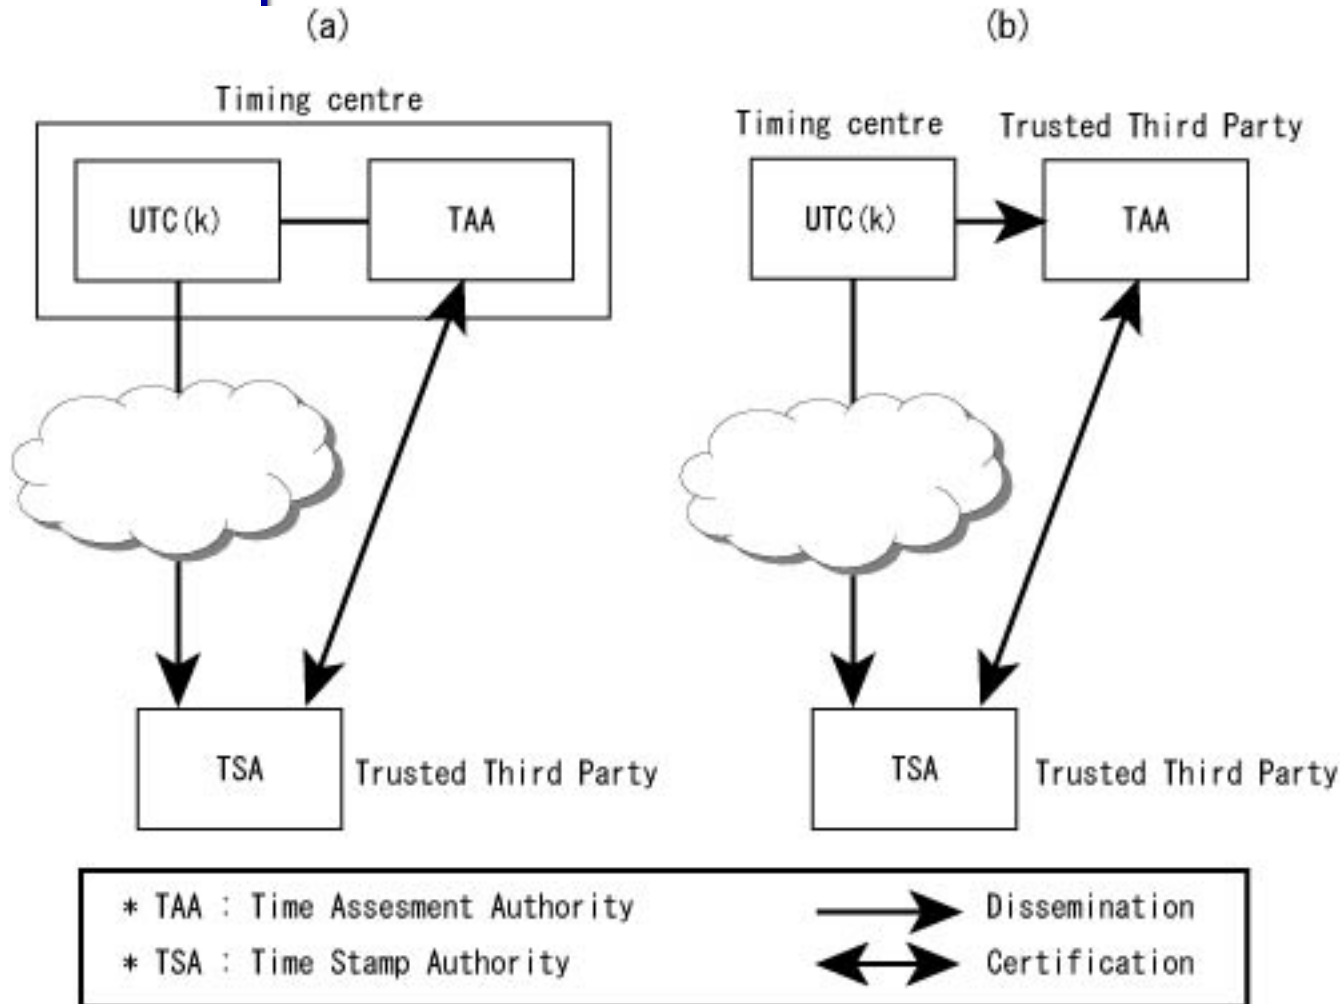 (a)
Timing centre
UTC(k)
TAA
TSA
Trusted Third Party
(b)
Timing centre
Trusted Third Party
UTC(k)
TAA
TSA
Trusted Third Party
* TAA : Time Assesment Authority
Dissemination
* TSA : Time Stamp Authority
Certification